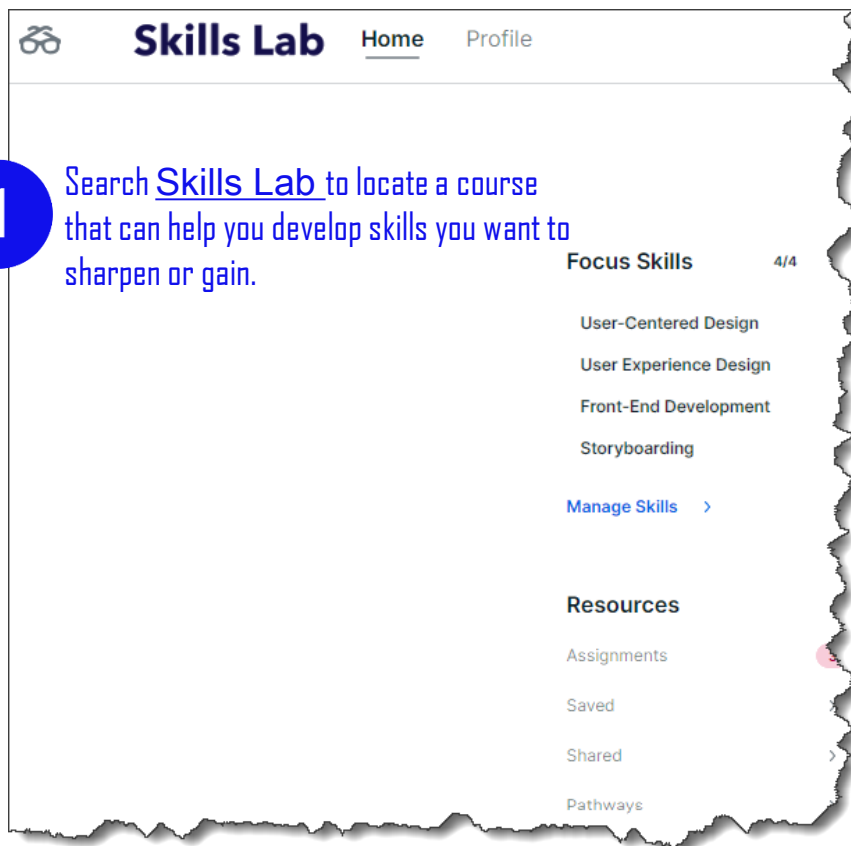 Skills Lab Home Profile
1
Search Skills Lab to locate a course
that can help you develop skills you want to
sharpen or gain.
Focus Skills 4/4
User-Centered Design
User Experience Design
Front-End Development
Storyboarding
Manage Skills >
Resources
Assignments
Saved
Shared >
Pathways